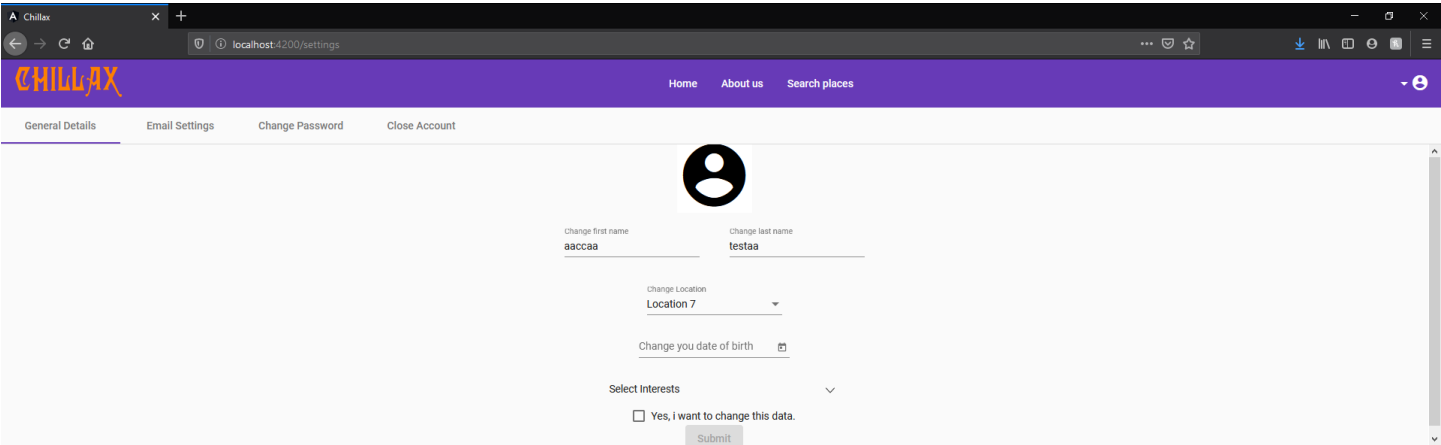 Chillax
localhost:4200/settings
CHILLAX
Home About us Search places
General Details Email Settings Change Password Close Account
Change first name Change last name
aaccaa testaa
Change Location
Location 7
Change you date of birth
Select Interests
Yes, i want to change this data.
Submit